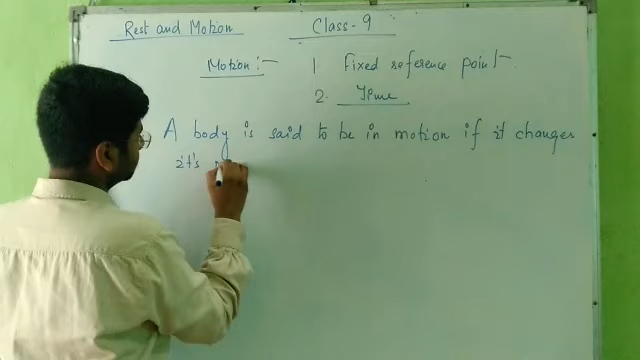 Rest and Motion Class-9
Motion :- 1 Fixed reference point-
2. Time
A body is said to be in motion if it changes
it's